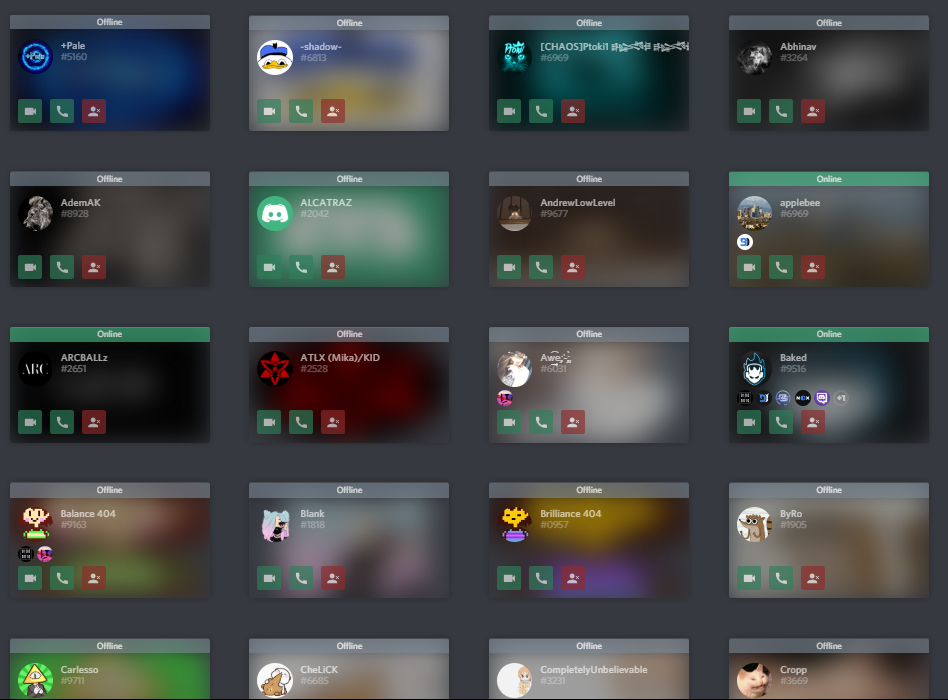 Offline
+Pale
#5160
Offline
-shadow-
#6813
Offline
[CHAOS]Ptoki1
#6969
Offline
Abhinav
#3264
Offline
AdemAK
#8928
Offline
ALCATRAZ
#2042
Offline
AndrewLowLevel
#9677
Online
applebee
#6969
Online
ARCBALLz
#2651
ARC
Offline
ATLX (Mika)/KID
#2528
Offline
#6031
Online
Baked
#9516
+1
Offline
Balance 404
#9163
Offline
Blank
#1818
Offline
Brilliance 404
#0957
Offline
ByRo
#1905
Offline
Carlesso
#9711
Offline
CheLiCK
#6685
Offline
CompletelyUnbelievable
#3231
Offline
Cropp
#3669